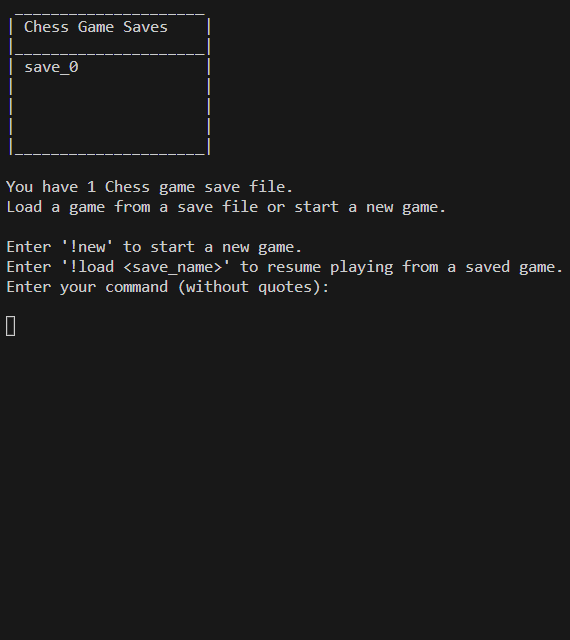 Chess Game Saves
save_0
You have 1 Chess game save file.
Load a game from a save file or start a new game.
Enter '!new' to start a new game.
Enter '!load <save_name>' to resume playing from a saved game.
Enter your command (without quotes):